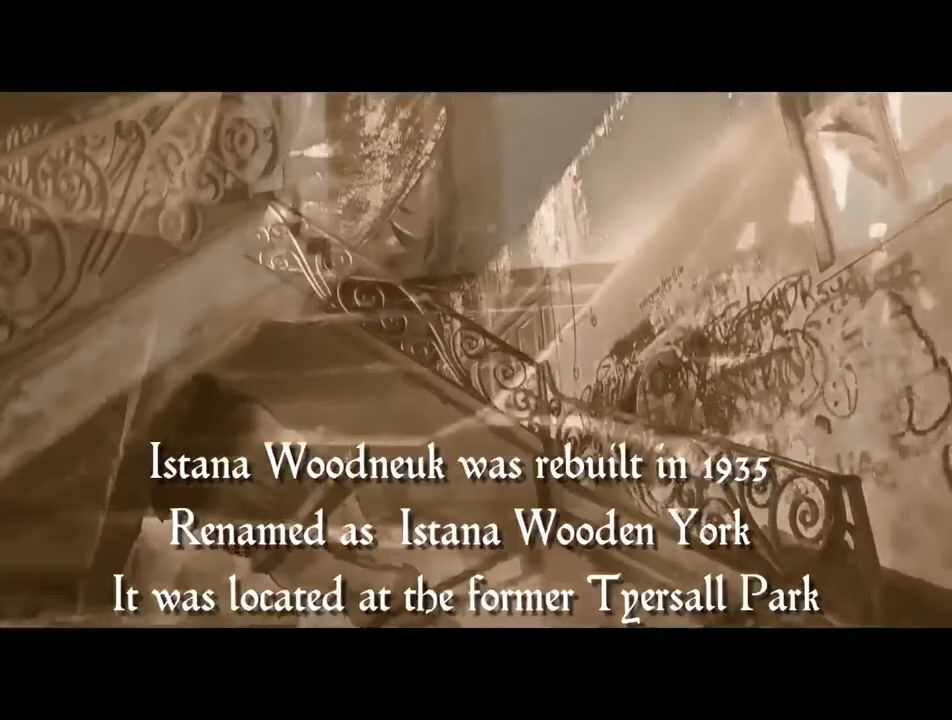 Istana Woodneuk was rebuilt in 1935
Renamed as Istana Wooden York
It was located at the former Tyersall Park